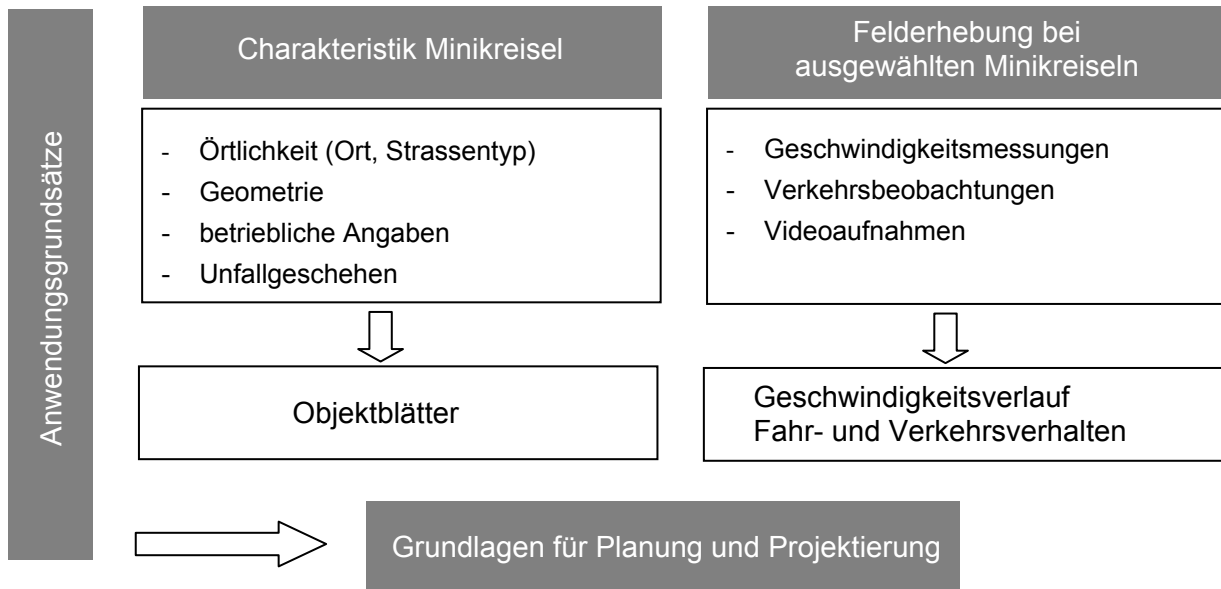 Anwendungsgrundsätze
Charakteristik Minikreisel
- Örtlichkeit (Ort, Strassentyp)
- Geometrie
- betriebliche Angaben
- Unfallgeschehen
Objektblätter
Felderhebung bei
ausgewählten Minikreiseln
- Geschwindigkeitsmessungen
- Verkehrsbeobachtungen
- Videoaufnahmen
Geschwindigkeitsverlauf
Fahr- und Verkehrsverhalten
Grundlagen für Planung und Projektierung